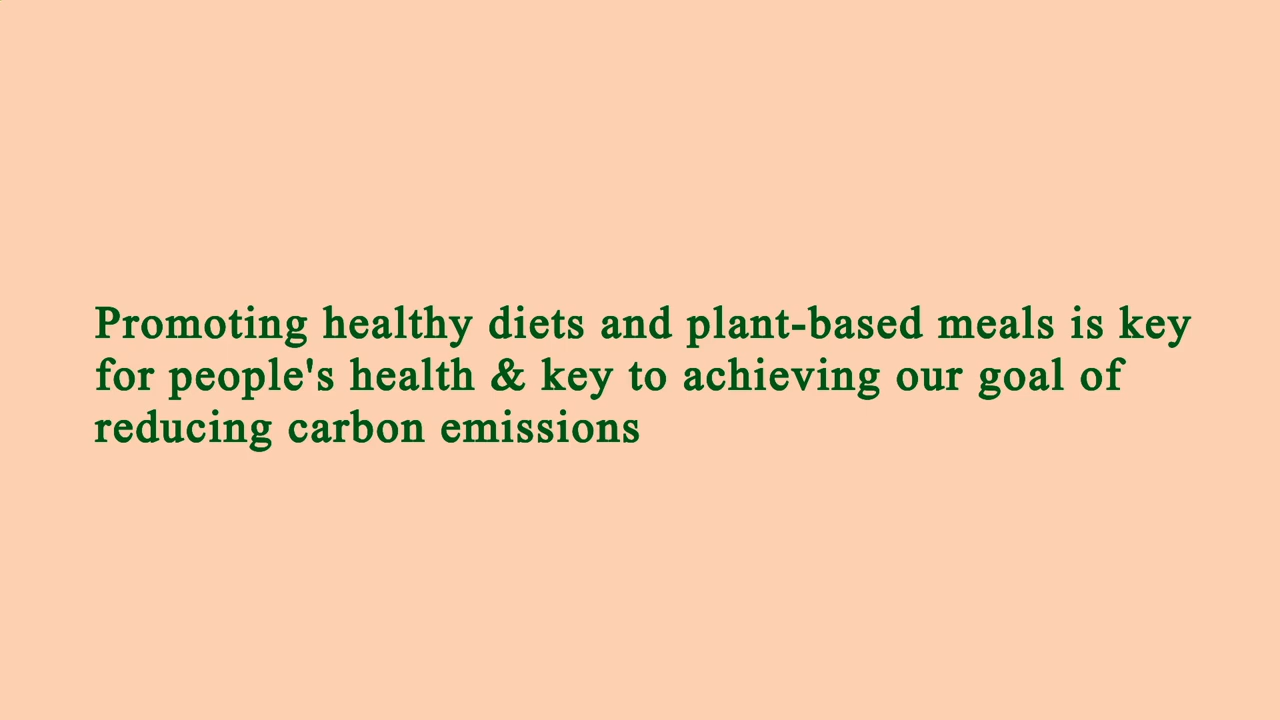 Promoting healthy diets and plant-based meals is key
for people's health & key to achieving our goal of
reducing carbon emissions